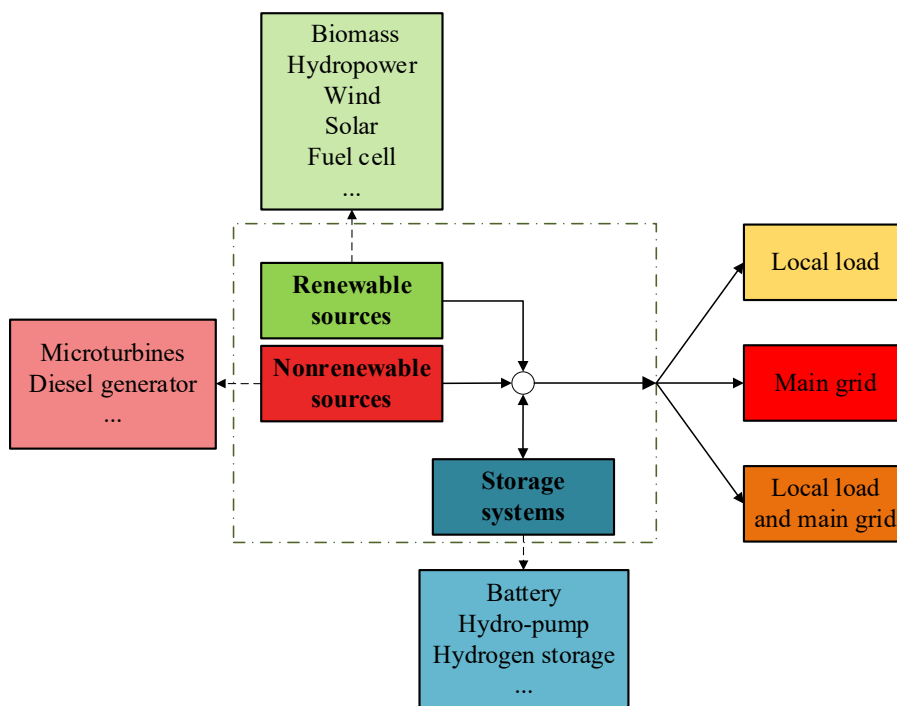 Biomass
Hydropower
Wind
Solar
Fuel cell
...
Renewable
sources
Local load
Microturbines
Diesel generator
...
Nonrenewable
sources
Main grid
Storage
systems
Local load
and main grid
Battery
Hydro-pump
Hydrogen storage
...